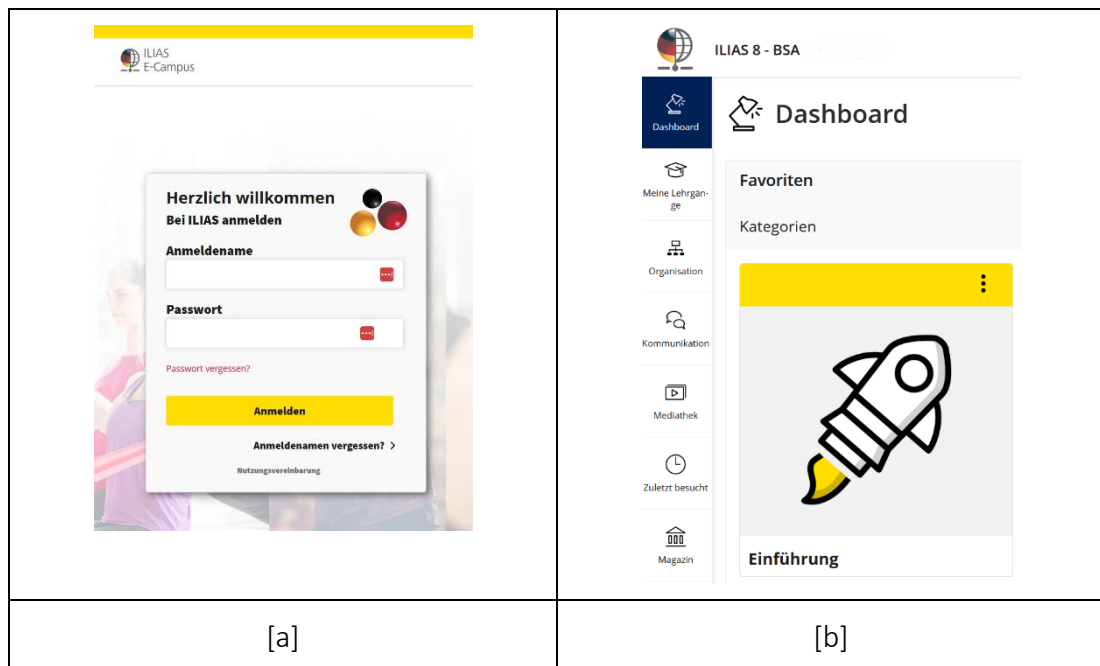 ILIAS
E-Campus
Herzlich willkommen
Bei ILIAS anmelden
Anmeldename
Passwort
Passwort vergessen?
Anmelden
Anmeldenamen vergessen? >
Nutzungsvereinbarung
[a]
ILIAS 8 - BSA
Dashboard
Meine Lehrgän-
ge
Organisation
Kommunikation
Mediathek
Zuletzt besucht
Magazin
Dashboard
Favoriten
Kategorien
Einführung
[b]